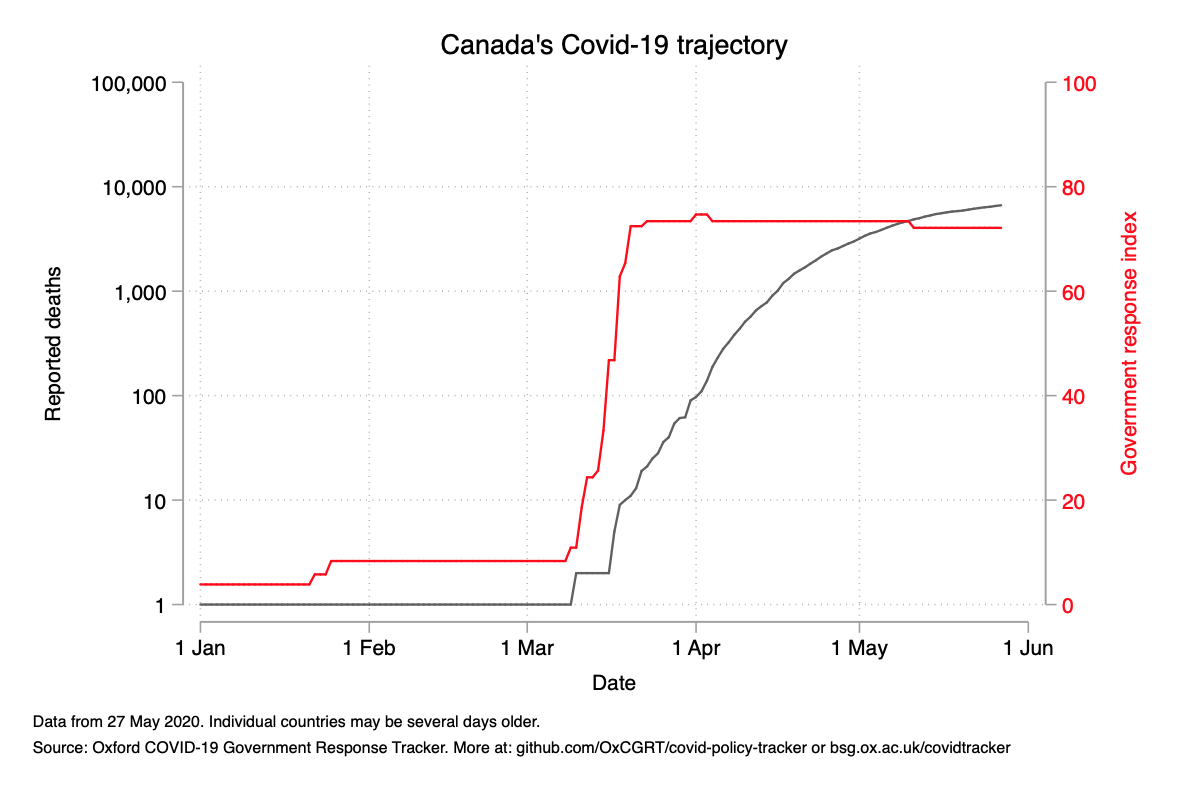 Canada's Covid-19 trajectory
100,000
10,000
1,000
100
10
1
Reported deaths
100
80
60
40
20
0
Government response index
1 Jan
1 Feb
1 Mar
1 Apr
1 May
1 Jun
Date
Data from 27 May 2020. Individual countries may be several days older.
Source: Oxford COVID-19 Government Response Tracker. More at: github.com/OxCGRT/covid-policy-tracker or bsg.ox.ac.uk/covidtracker